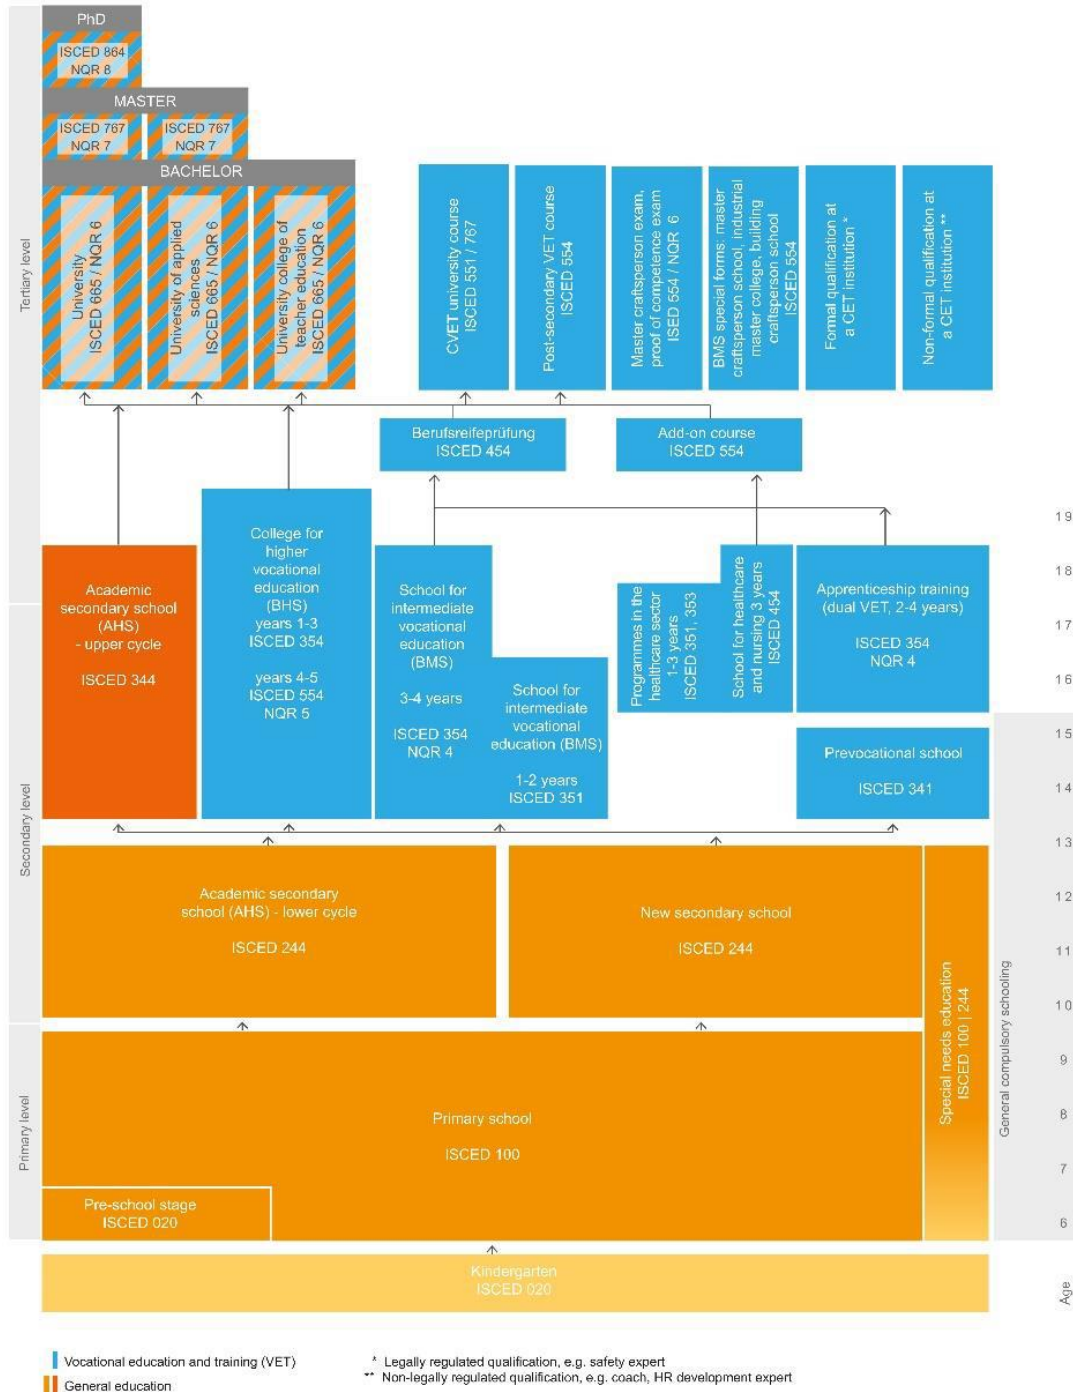 PhD
ISCED 864
NQR 8
MASTER
ISCED 767
NQR 7
ISCED 767
NQR 7
BACHELOR
University
ISCED 665 / NQR 6
University of applied
sciences
ISCED 665 / NQR 6
University college of
teacher education
ISCED 665 / NQR 6
CVET university course
ISCED 551 / 767
Post-secondary VET course
ISCED 554
Master craftsperson exam,
proof of competence exam
ISED 554 / NQR 6
BMS special forms: master
craftsperson school, industrial
master college, building
craftsperson school
ISCED 554
Formal qualification at
a CET institution *
Non-formal qualification at
a CET institution **
Tertiary level
Berufsreifeprüfung
ISCED 454
Add-on course
ISCED 554
Academic
secondary school
(AHS)
- upper cycle
ISCED 344
College for
higher
vocational
education
(BHS)
years 1-3
ISCED 354
years 4-5
ISCED 554
NQR 5
School for
intermediate
vocational
education
(BMS)
3-4 years
ISCED 354
NQR 4
School for
intermediate
vocational
education (BMS)
1-2 years
ISCED 351
Programmes in the
healthcare sector
1-3 years
ISCED 351, 353
School for healthcare
and nursing 3 years
ISCED 454
Apprenticeship training
(dual VET, 2-4 years)
ISCED 354
NQR 4
Prevocational school
ISCED 341
Secondary level
Academic secondary
school (AHS) - lower cycle
ISCED 244
New secondary school
ISCED 244
Special needs education
ISCED 100 | 244
General compulsory schooling
Primary level
Primary school
ISCED 100
Pre-school stage
ISCED 020
Kindergarten
ISCED 020
19
18
17
16
15
14
13
12
11
10
9
8
7
6
Age
Vocational education and training (VET)
General education
* Legally regulated qualification, e.g. safety expert
** Non-legally regulated qualification, e.g. coach, HR development expert